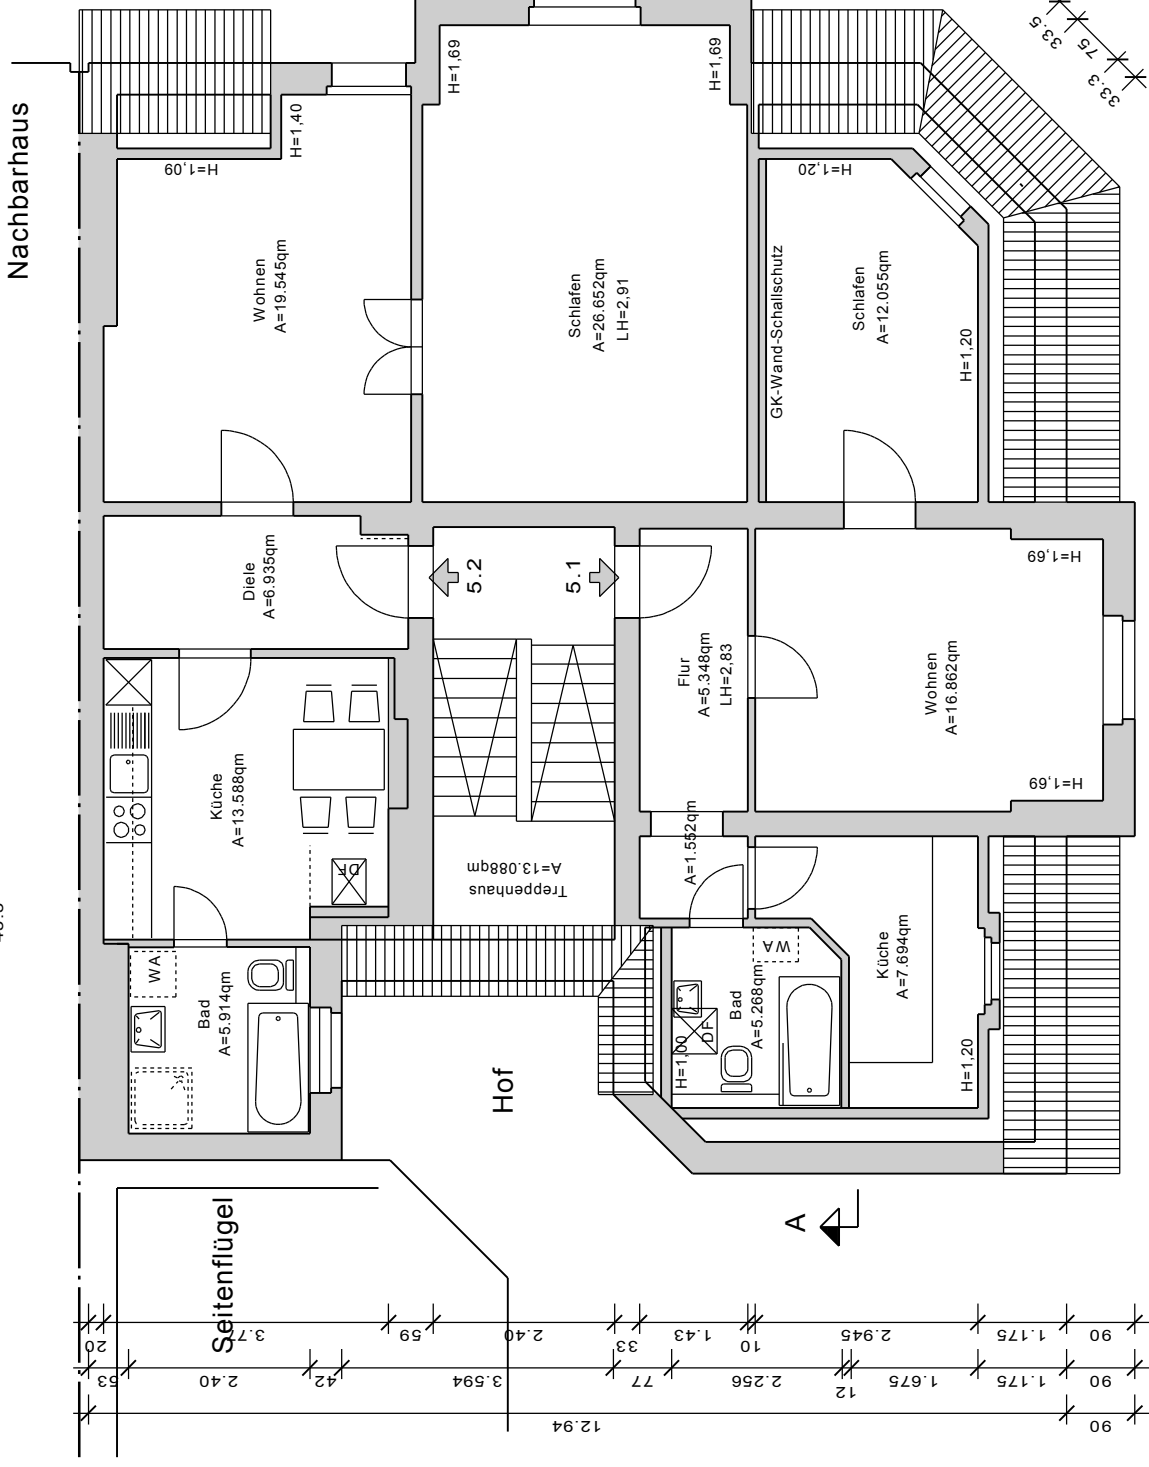 Nachbarhaus
H=1,09
H=1,40
Wohnen
A=19.545qm
H=1,69
H=1,69
Schlafen
A=26.652qm
LH=2,91
H=1,20
GK-Wand-Schallschutz
Schlafen
A=12.055qm
H=1,20
33.5
75
33.3
Diele
A=6.935qm
5.2
5.1
Flur
A=5.348qm
LH=2,83
H=1,69
Wohnen
A=16.862qm
H=1,69
Küche
A=13.588qm
DF
Treppenhaus
A=13.088qm
A=1.552qm
WA
Bad
A=5.914qm
WA
Bad
A=5.268qm
DF
H=1,00
Küche
A=7.694qm
H=1,20
Hof
Seitenflügel
A
20
3.77
59
2.40
33
1.43
10
2.945
1.175
90
53
2.40
42
3.594
77
2.256
12
1.675
1.175
90
12.94
90